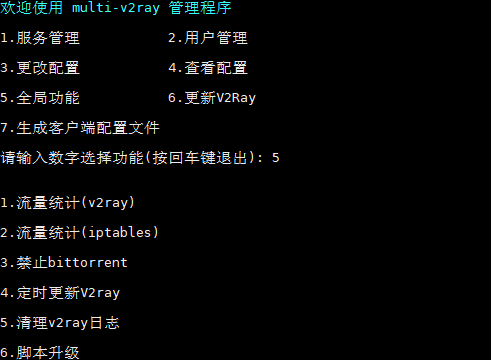 欢迎使用 multi-v2ray 管理程序
1.服务管理 2.用户管理
3.更改配置 4.查看配置
5.全局功能 6.更新V2Ray
7.生成客户端配置文件
请输入数字选择功能(按回车键退出): 5
1.流量统计(v2ray)
2.流量统计(iptables)
3.禁止bittorrent
4.定时更新V2ray
5.清理v2ray日志
6.脚本升级